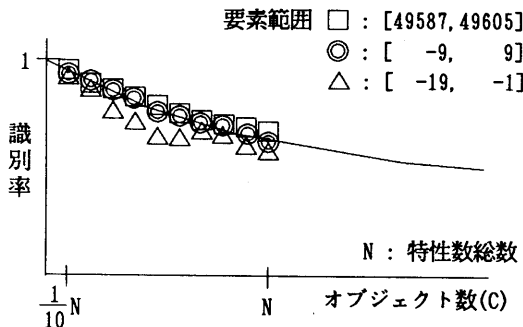 要素範囲 □ : [49587,49605]
◎ : [ -9, 9]
△ : [ -19, -1]
1
識別率
N : 特性数総数
1/10 N
N
オブジェクト数(C)